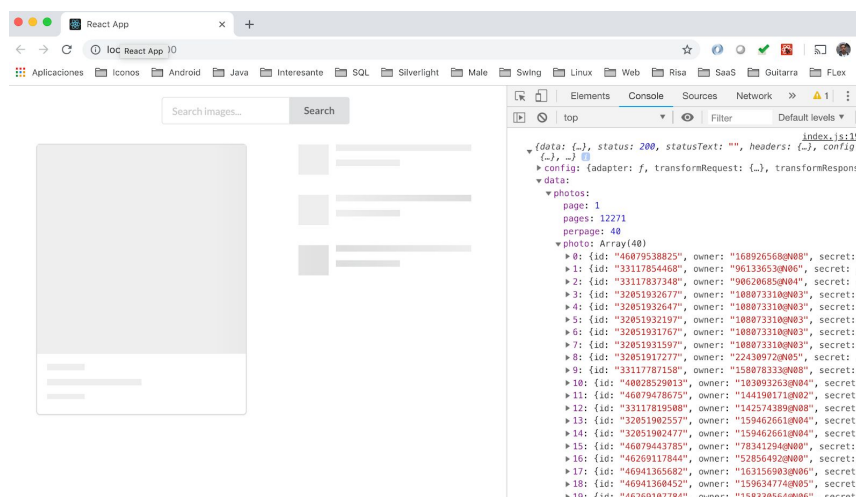 React App
loc React App 00
Aplicaciones Iconos Android Java Interesante SQL Silverlight Male SwIng Linux Web Risa SaaS Guitarra FLex
Elements Console Sources Network » 1
top Filter Default levels ▼
Search images... Search
index.js:15
{data: {…}, status: 200, statusText: "", headers: {…}, config
{…}, …}
config: {adapter: ƒ, transformRequest: {…}, transformRespons
data:
photos:
page: 1
pages: 12271
perpage: 40
photo: Array(40)
0: {id: "46079538825", owner: "168926568@N08", secret:
1: {id: "33117854468", owner: "96133653@N06", secret:
2: {id: "33117837348", owner: "90620685@N04", secret:
3: {id: "32051932677", owner: "108073310@N03", secret:
4: {id: "32051932647", owner: "108073310@N03", secret:
5: {id: "32051932197", owner: "108073310@N03", secret:
6: {id: "32051931767", owner: "108073310@N03", secret:
7: {id: "32051931597", owner: "108073310@N03", secret:
8: {id: "32051917277", owner: "22430972@N05", secret:
9: {id: "33117787158", owner: "158078333@N08", secret:
10: {id: "40028529013", owner: "103093263@N04", secret
11: {id: "46079478675", owner: "144190171@N02", secret
12: {id: "33117819508", owner: "142574389@N08", secret
13: {id: "32051902557", owner: "159462661@N04", secret
14: {id: "32051902477", owner: "159462661@N04", secret
15: {id: "46079443785", owner: "78341294@N00", secret:
16: {id: "46269117844", owner: "52856492@N00", secret:
17: {id: "46941365682", owner: "163156903@N06", secret
18: {id: "46941360452", owner: "159634774@N05", secret
19: {id: "46269107784", owner: "158330564@N06", secret